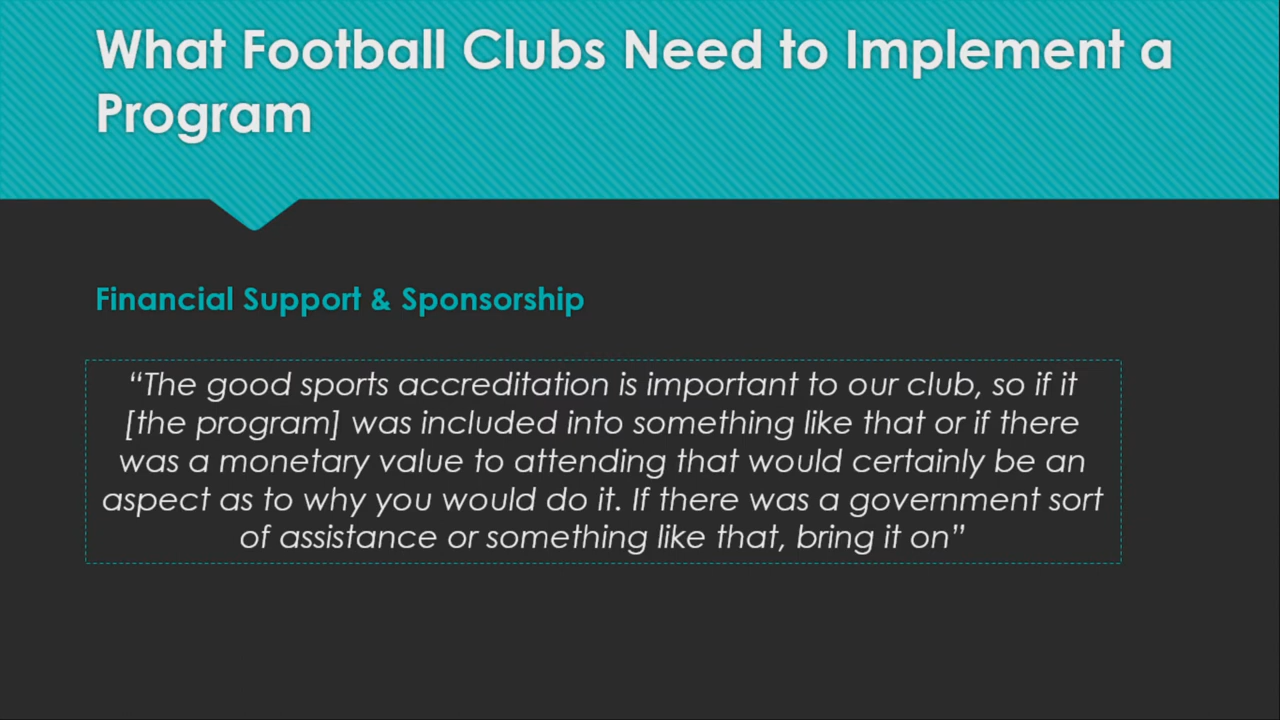 What Football Clubs Need to Implement a
Program
Financial Support & Sponsorship
“The good sports accreditation is important to our club, so if it
[the program] was included into something like that or if there
was a monetary value to attending that would certainly be an
aspect as to why you would do it. If there was a government sort
of assistance or something like that, bring it on”